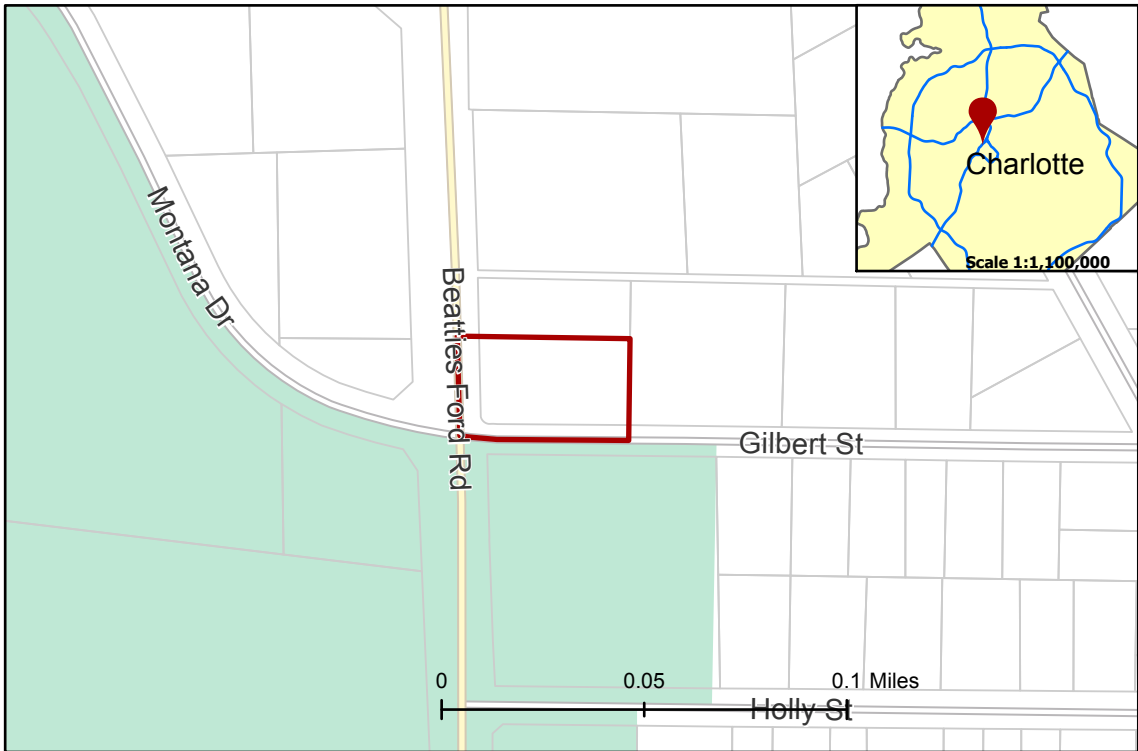 Charlotte
Scale 1:1,100,000
Montana Dr
Beatties Ford Rd
Gilbert St
0 0.05 0.1 Miles
Holly St